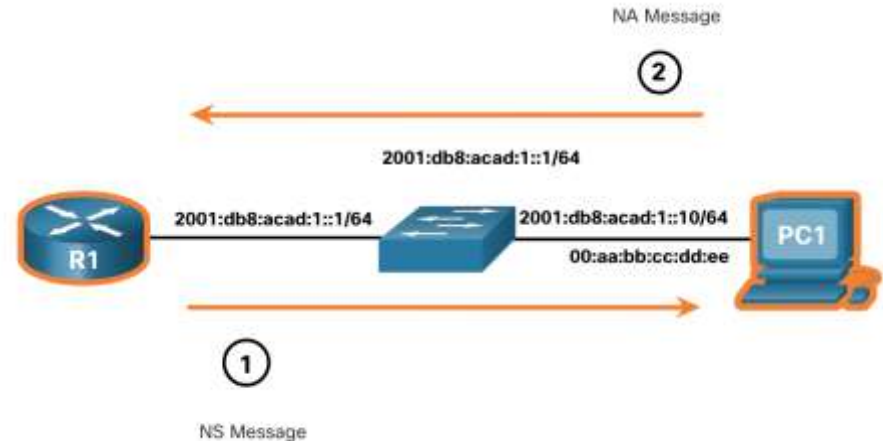 NA Message
2
2001:db8:acad:1::1/64
2001:db8:acad:1::1/64
2001:db8:acad:1::10/64
R1
PC1
00:aa:bb:cc:dd:ee
1
NS Message